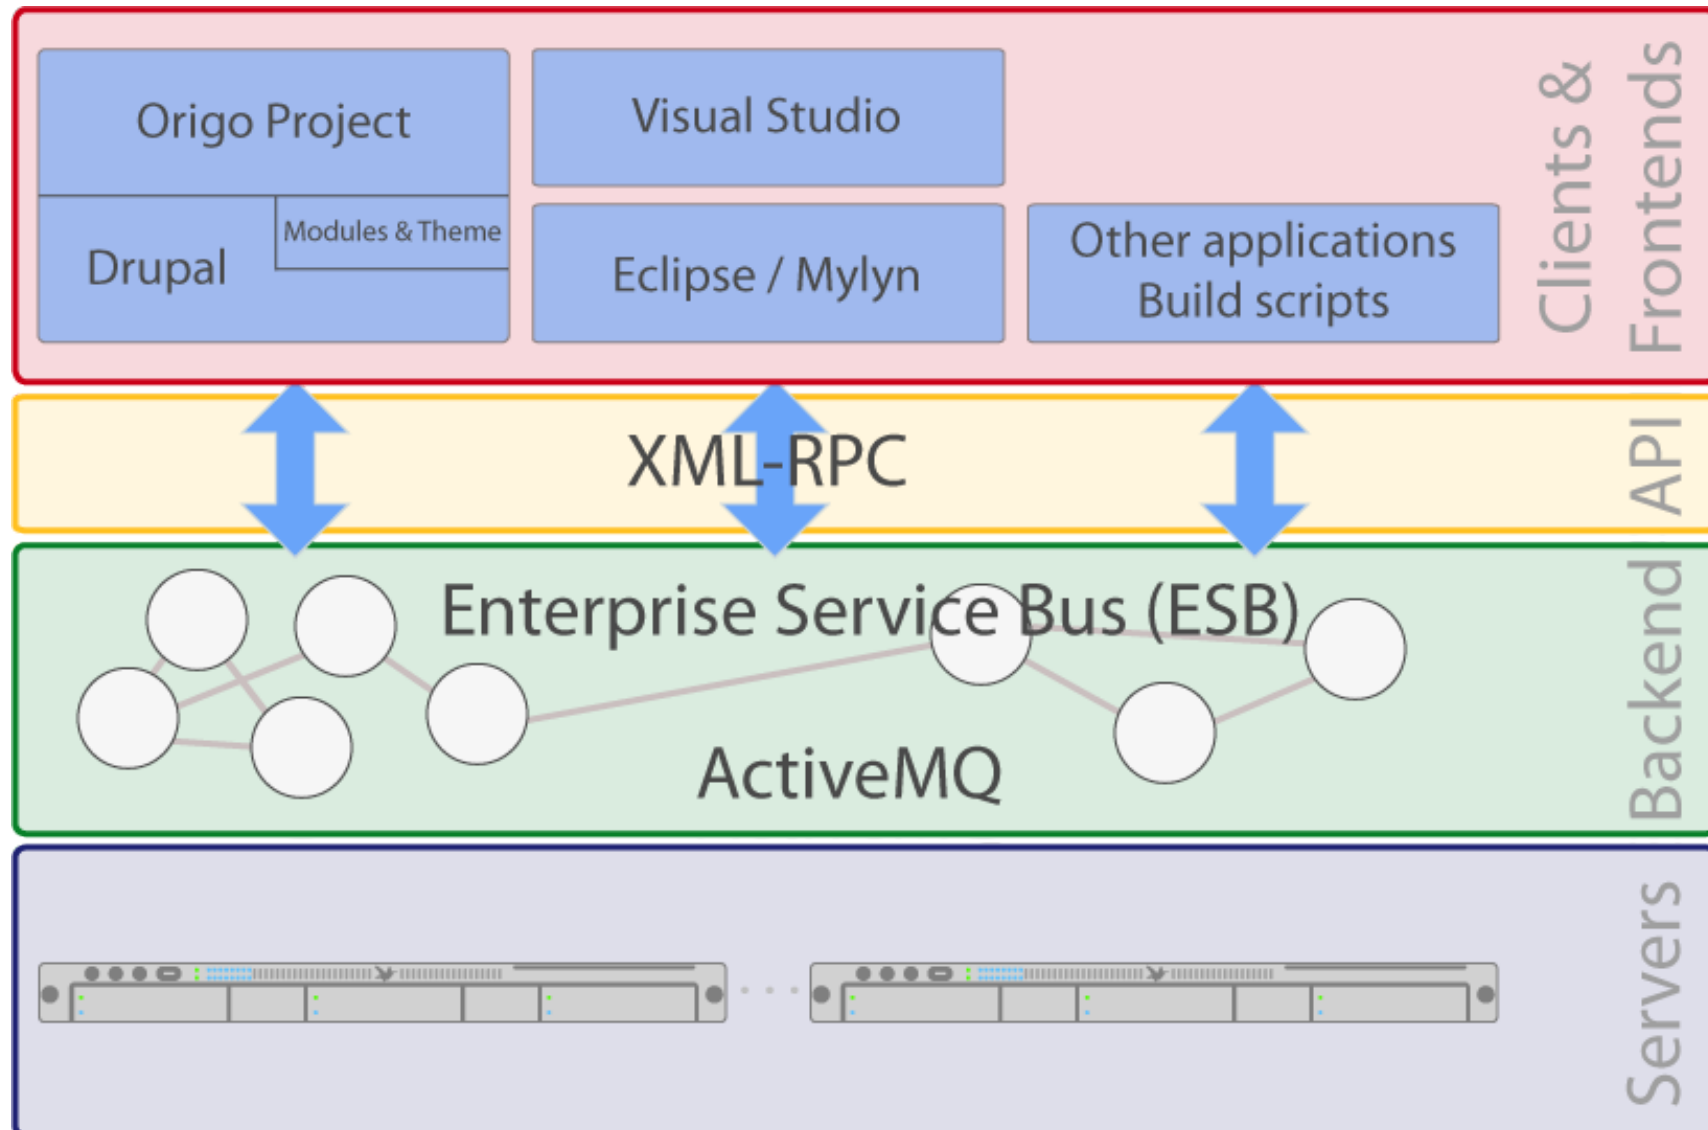 Origo Project
Drupal
Modules & Theme
Visual Studio
Eclipse / Mylyn
Other applications
Build scripts
Clients &
Frontends
XML-RPC
API
Enterprise Service Bus (ESB)
ActiveMQ
Backend
Servers